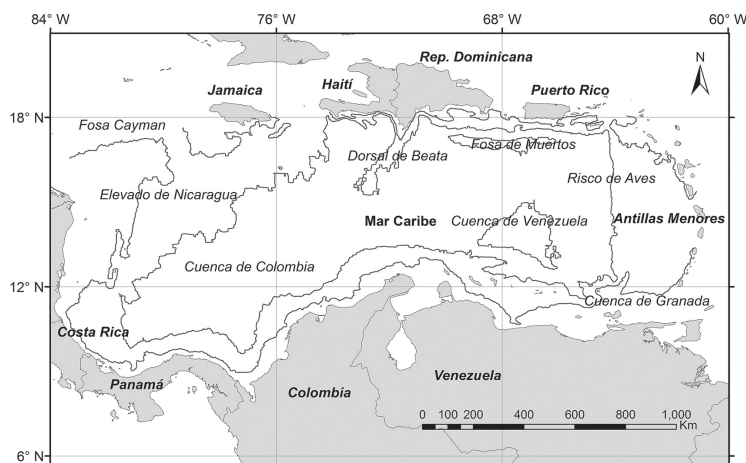 84° W
76° W
68° W
60° W
N
Rep. Dominicana
Haití
Jamaica
Puerto Rico
18° N
Fosa Cayman
Fosa de Muertos
Dorsal de Beata
Risco de Aves
Elevado de Nicaragua
Mar Caribe
Cuenca de Venezuela
Antillas Menores
Cuenca de Colombia
12° N
Cuenca de Granada
Costa Rica
Panamá
Venezuela
Colombia
0 100 200 400 600 800 1,000
Km
6° N